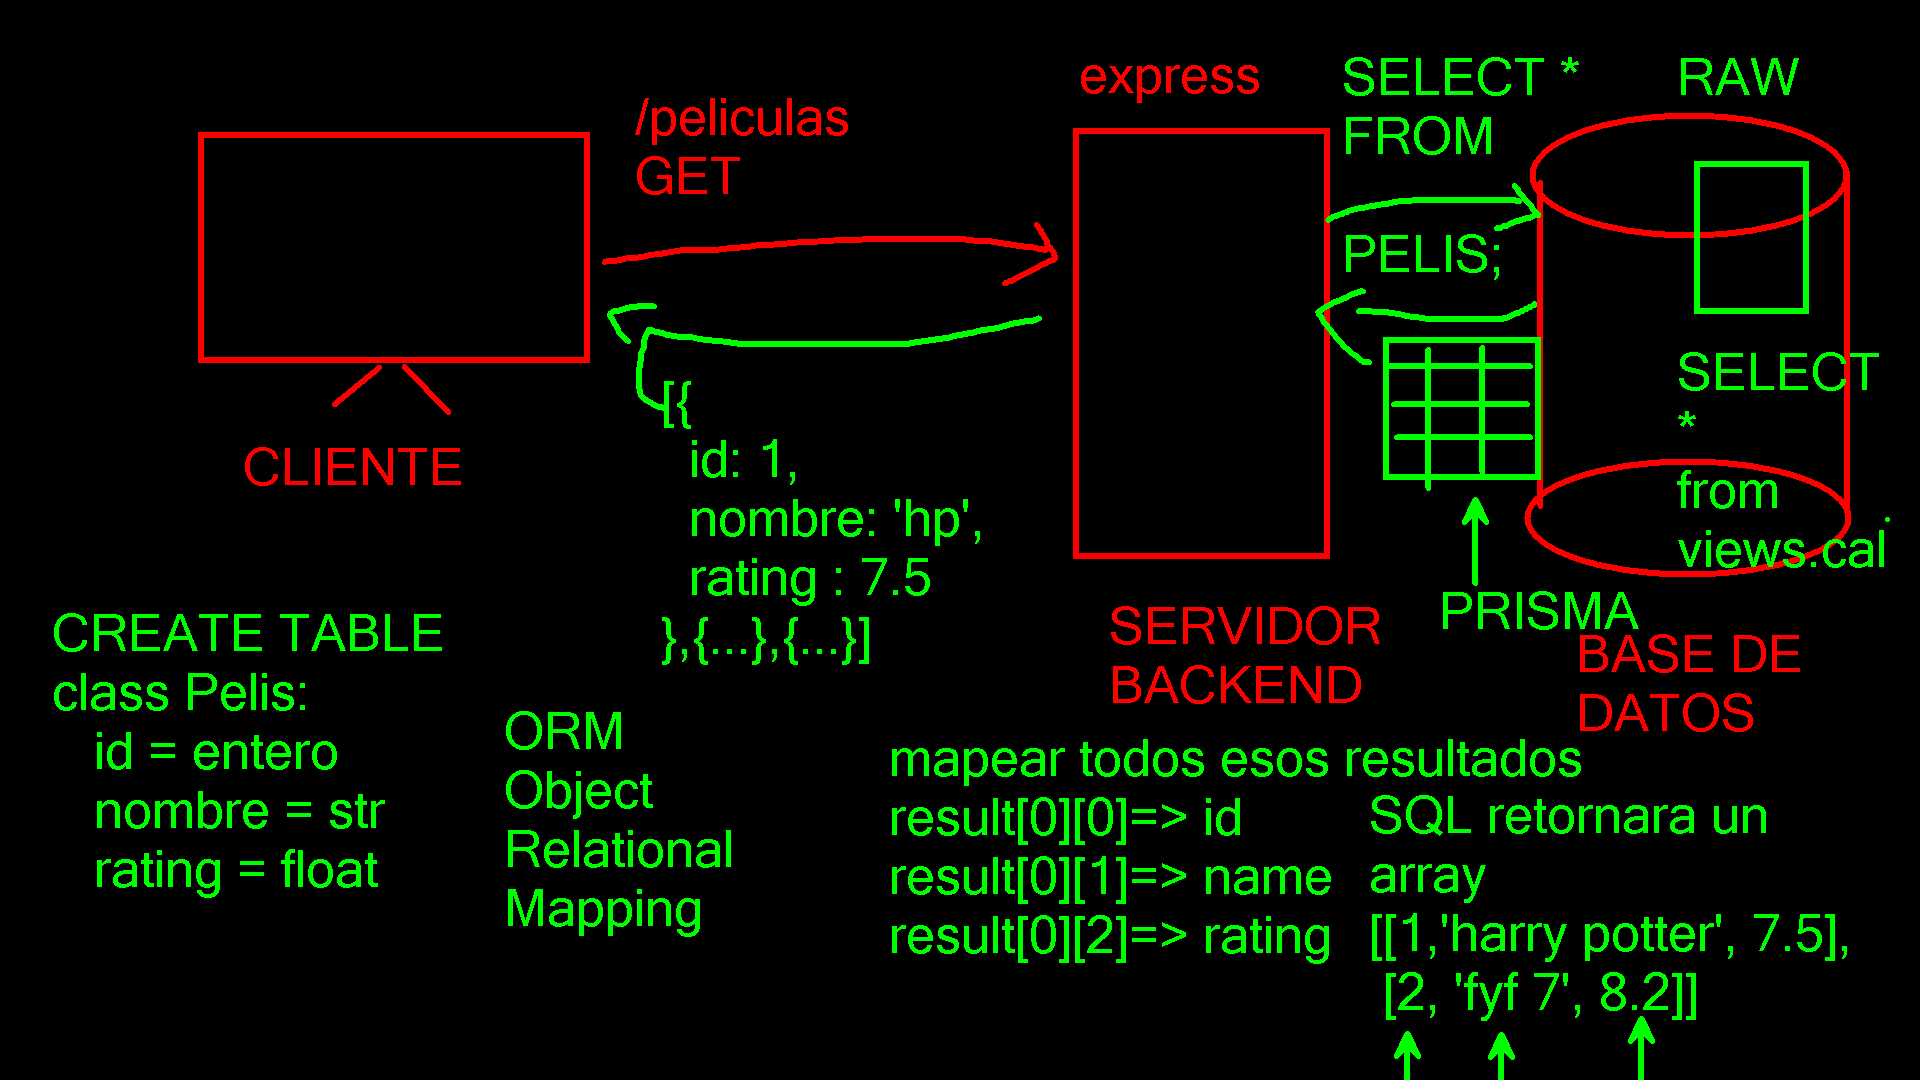 /peliculas
GET
express
SELECT *
FROM
PELIS;
RAW
CLIENTE
[{
id: 1,
nombre: 'hp',
rating : 7.5
},{...},{...}]
SELECT
*
from
views.cal
PRISMA
SERVIDOR
BACKEND
BASE DE
DATOS
CREATE TABLE
class Pelis:
id = entero
nombre = str
rating = float
ORM
Object
Relational
Mapping
mapear todos esos resultados
result[0][0]=> id
result[0][1]=> name
result[0][2]=> rating
SQL retornara un
array
[[1,'harry potter', 7.5],
[2, 'fyf 7', 8.2]]